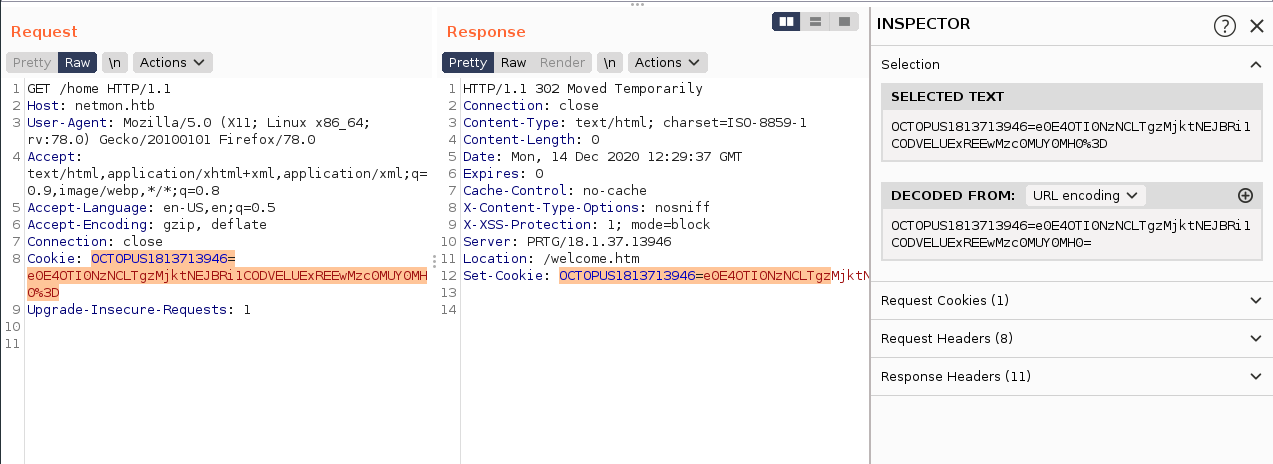 Request
Pretty Raw \n Actions
1 GET /home HTTP/1.1
2 Host: netmon.htb
3 User-Agent: Mozilla/5.0 (X11; Linux x86_64;
rv:78.0) Gecko/20100101 Firefox/78.0
4 Accept:
text/html,application/xhtml+xml,application/xml;q=
0.9,image/webp,*/*;q=0.8
5 Accept-Language: en-US,en;q=0.5
6 Accept-Encoding: gzip, deflate
7 Connection: close
8 Cookie: OCTOPUS1813713946=
e0E4OTI0NzNCLTgzMjktNEJBRi1CODVELUExREEwMzc0MUY0MH
0%3D
9 Upgrade-Insecure-Requests: 1
10
11
Response
Pretty Raw Render \n Actions
1 HTTP/1.1 302 Moved Temporarily
2 Connection: close
3 Content-Type: text/html; charset=ISO-8859-1
4 Content-Length: 0
5 Date: Mon, 14 Dec 2020 12:29:37 GMT
6 Expires: 0
7 Cache-Control: no-cache
8 X-Content-Type-Options: nosniff
9 X-XSS-Protection: 1; mode=block
10 Server: PRTG/18.1.37.13946
11 Location: /welcome.htm
12 Set-Cookie: OCTOPUS1813713946=e0E4OTI0NzNCLTgzMjktN
13
14
INSPECTOR
Selection
SELECTED TEXT
OCTOPUS1813713946=e0E4OTI0NzNCLTgzMjktNEJBRi1
CODVELUExREEwMzc0MUY0MH0%3D
DECODED FROM: URL encoding
OCTOPUS1813713946=e0E4OTI0NzNCLTgzMjktNEJBRi1
CODVELUExREEwMzc0MUY0MH0=
Request Cookies (1)
Request Headers (8)
Response Headers (11)